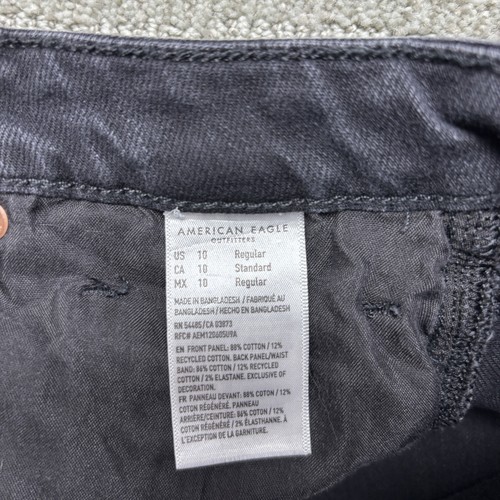 AMERICAN EAGLE
OUTFITTERS
US 10 Regular
CA 10 Standard
MX 10 Regular
MADE IN BANGLADESH / FABRIQUÉ AU
BANGLADESH / HECHO EN BANGLADESH
RN 54485/CA 03873
RFC# AEM120605U9A
EN FRONT PANEL: 88% COTTON / 12%
RECYCLED COTTON. BACK PANEL/WAIST
BAND: 86% COTTON / 12% RECYCLED
COTTON / 2% ELASTANE. EXCLUSIVE OF
DECORATION.
FR PANNEAU DEVANT: 88% COTON / 12%
COTON RÉGÉNÉRÉ. PANNEAU
ARRIÈRE/CEINTURE: 86% COTON / 12%
COTON RÉGÉNÉRÉ / 2% ÉLASTHANNE. À
L'EXCEPTION DE LA GARNITURE.